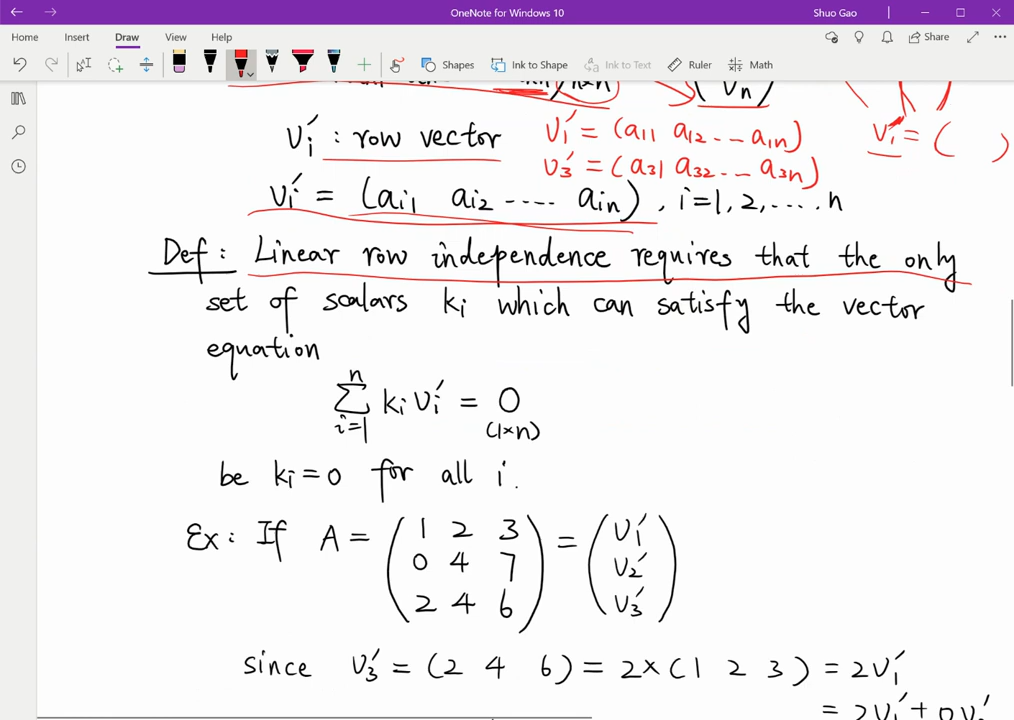 OneNote for Windows 10
Shuo Gao
Home Insert Draw View Help
Share
Shapes Ink to Shape Ink to Text Ruler Math
(vn)
vi′ : row vector v1′ = (a11 a12 ... a1n) vi′ = ( )
v3′ = (a31 a32 ... a3n)
vi′ = (ai1 ai2 .... ain) , i=1, 2, ..., n
Def: Linear row independence requires that the only
set of scalars ki which can satisfy the vector
equation
n
Σ ki vi′ = 0
i=1 (1×n)
be ki=0 for all i.
Ex: If A = (1 2 3) = (v1′)
(0 4 7) (v2′)
(2 4 6) (v3′)
since v3′ = (2 4 6) = 2×(1 2 3) = 2v1′
= 2v1′ + 0v2′